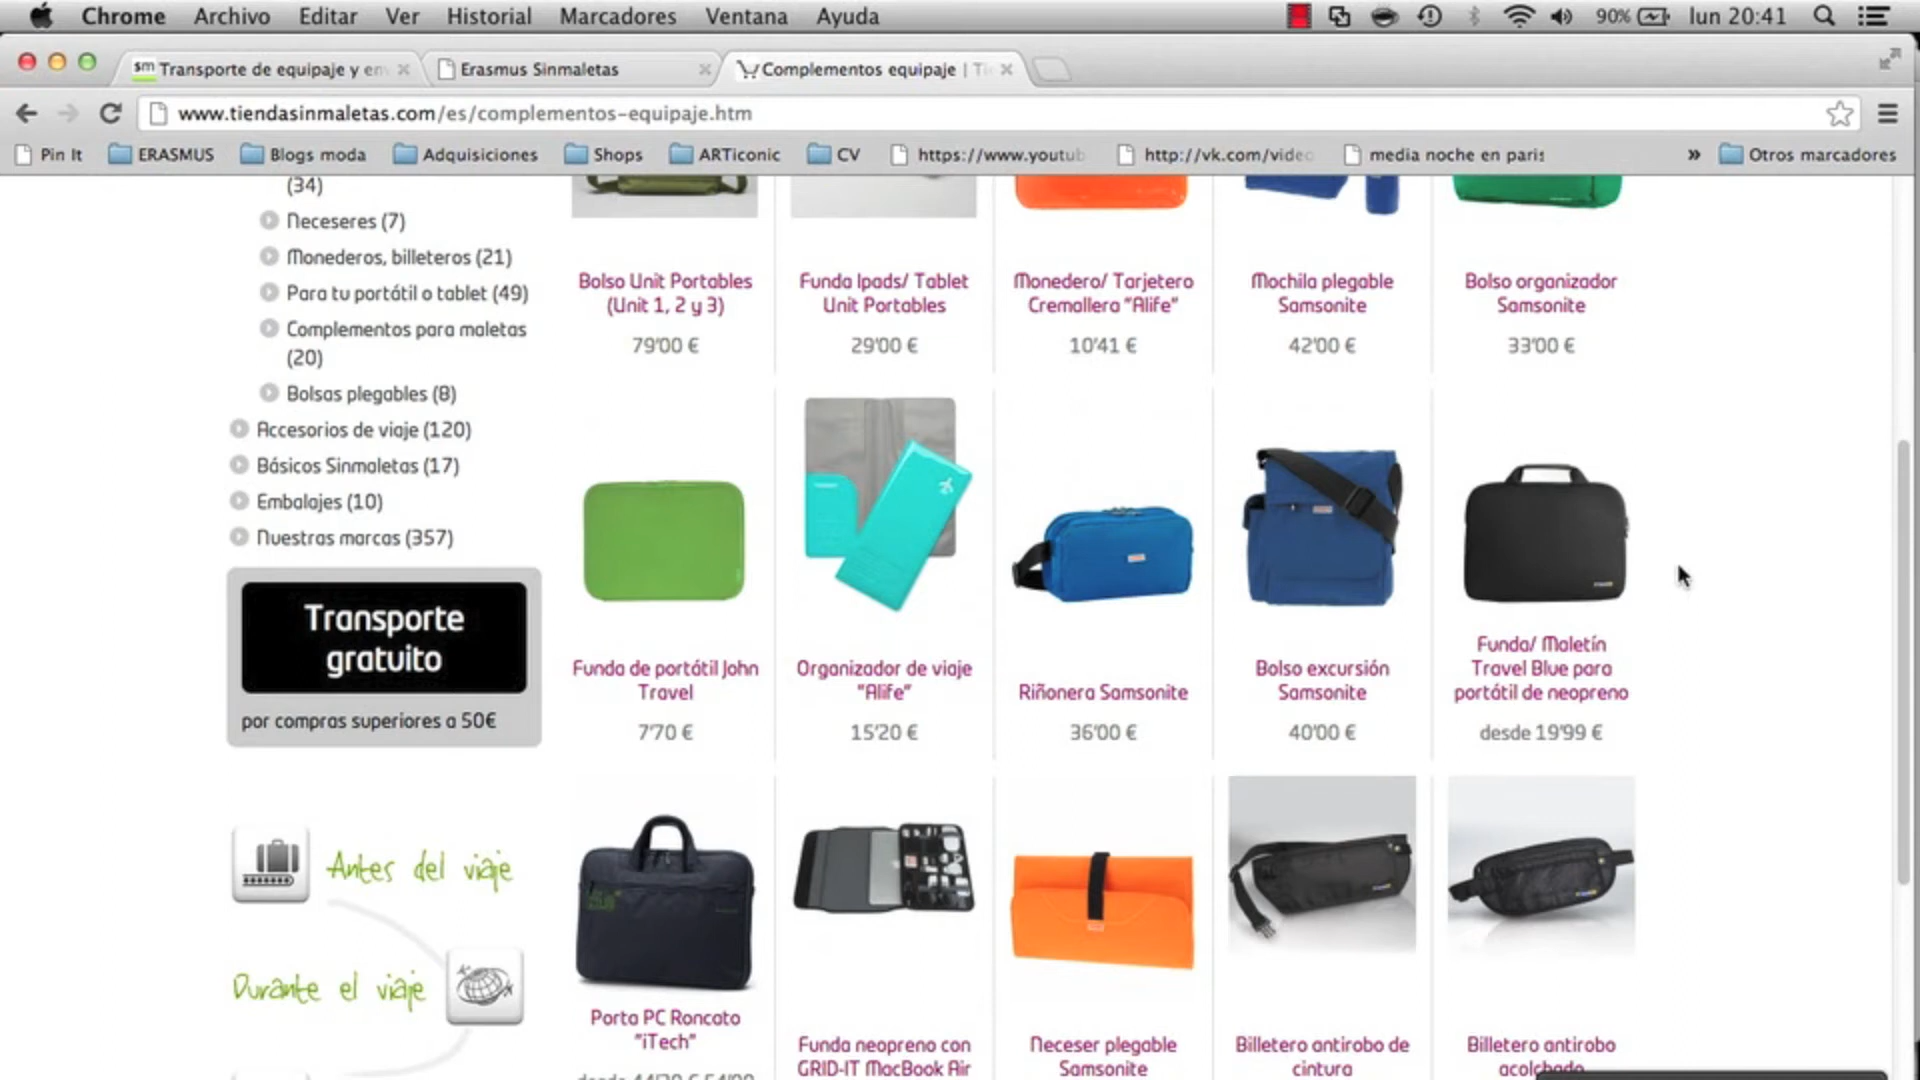 Chrome Archivo Editar Ver Historial Marcadores Ventana Ayuda 90% lun 20:41
sm Transporte de equipaje y en
Erasmus Sinmaletas
Complementos equipaje | Ti
www.tiendasinmaletas.com/es/complementos-equipaje.htm
Pin It ERASMUS Blogs moda Adquisiciones Shops ARTiconic CV https://www.youtub http://vk.com/video media noche en paris » Otros marcadores
(34)
Neceseres (7)
Monederos, billeteros (21)
Para tu portátil o tablet (49)
Complementos para maletas
(20)
Bolsas plegables (8)
Accesorios de viaje (120)
Básicos Sinmaletas (17)
Embalajes (10)
Nuestras marcas (357)
Transporte
gratuito
por compras superiores a 50€
Antes del viaje
Durante el viaje
Bolso Unit Portables
(Unit 1, 2 y 3)
79'00 €
Funda Ipads/ Tablet
Unit Portables
29'00 €
Monedero/ Tarjetero
Cremallera "Alife"
10'41 €
Mochila plegable
Samsonite
42'00 €
Bolso organizador
Samsonite
33'00 €
Funda de portátil John
Travel
7'70 €
Organizador de viaje
"Alife"
15'20 €
Riñonera Samsonite
36'00 €
Bolso excursión
Samsonite
40'00 €
Funda/ Maletín
Travel Blue para
portátil de neopreno
desde 19'99 €
Porta PC Roncato
"iTech"
Funda neopreno con
GRID-IT MacBook Air
Neceser plegable
Samsonite
Billetero antirobo de
cintura
Billetero antirobo
acolchado